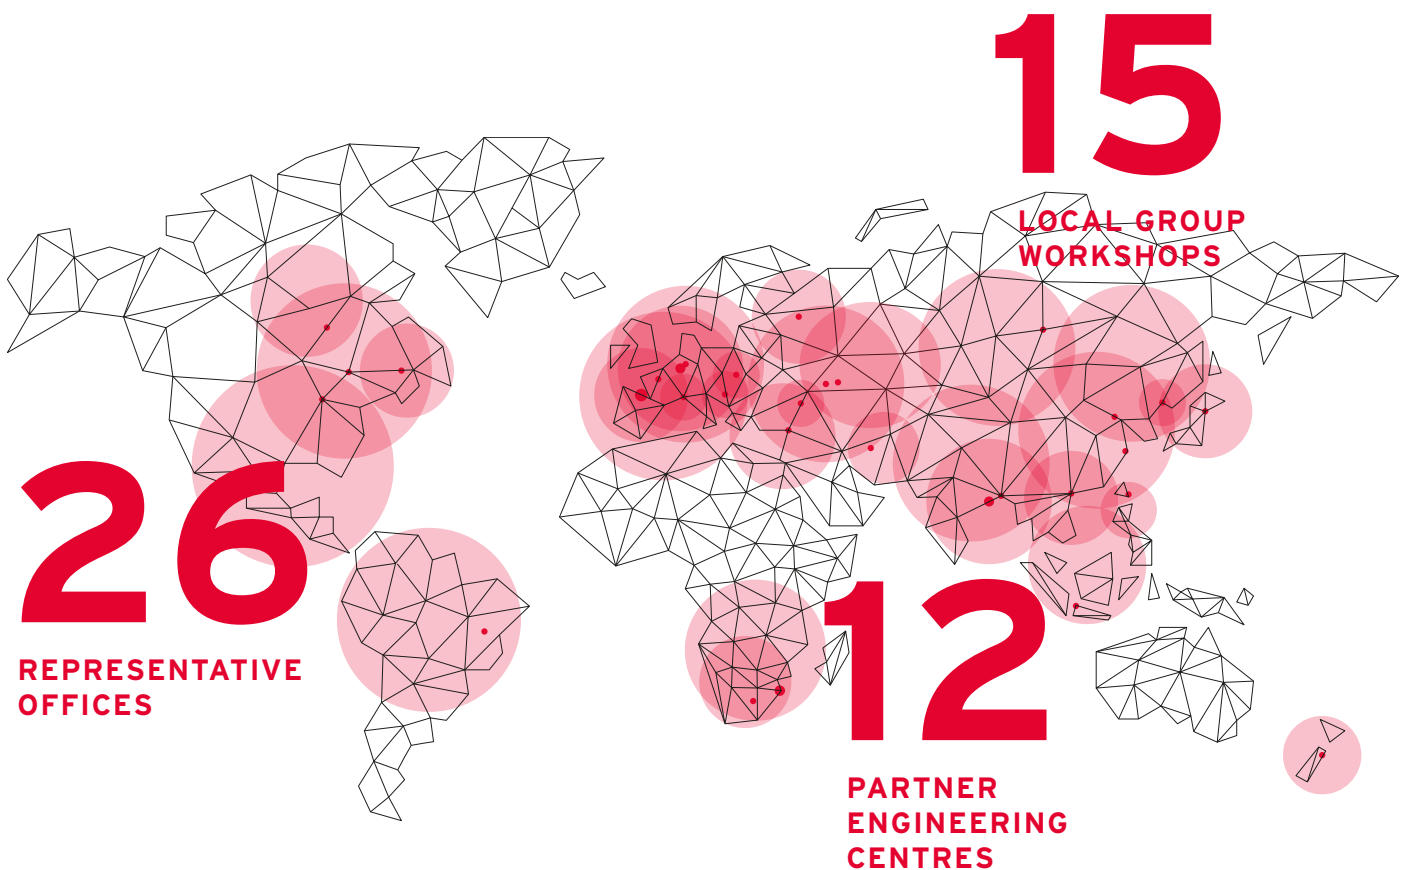 15
LOCAL GROUP
WORKSHOPS
26
REPRESENTATIVE
OFFICES
12
PARTNER
ENGINEERING
CENTRES